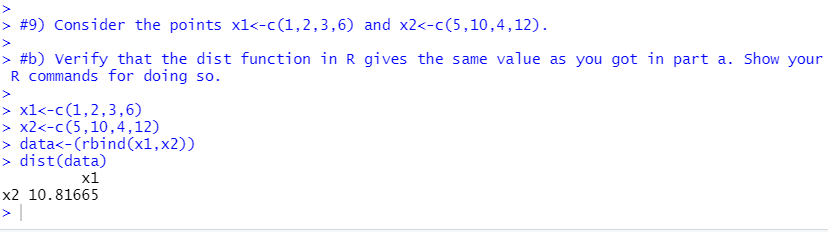 >
> #9) Consider the points x1<-c(1,2,3,6) and x2<-c(5,10,4,12).
>
> #b) Verify that the dist function in R gives the same value as you got in part a. Show your
R commands for doing so.
>
> x1<-c(1,2,3,6)
> x2<-c(5,10,4,12)
> data<-(rbind(x1,x2))
> dist(data)
x1
x2 10.81665
>